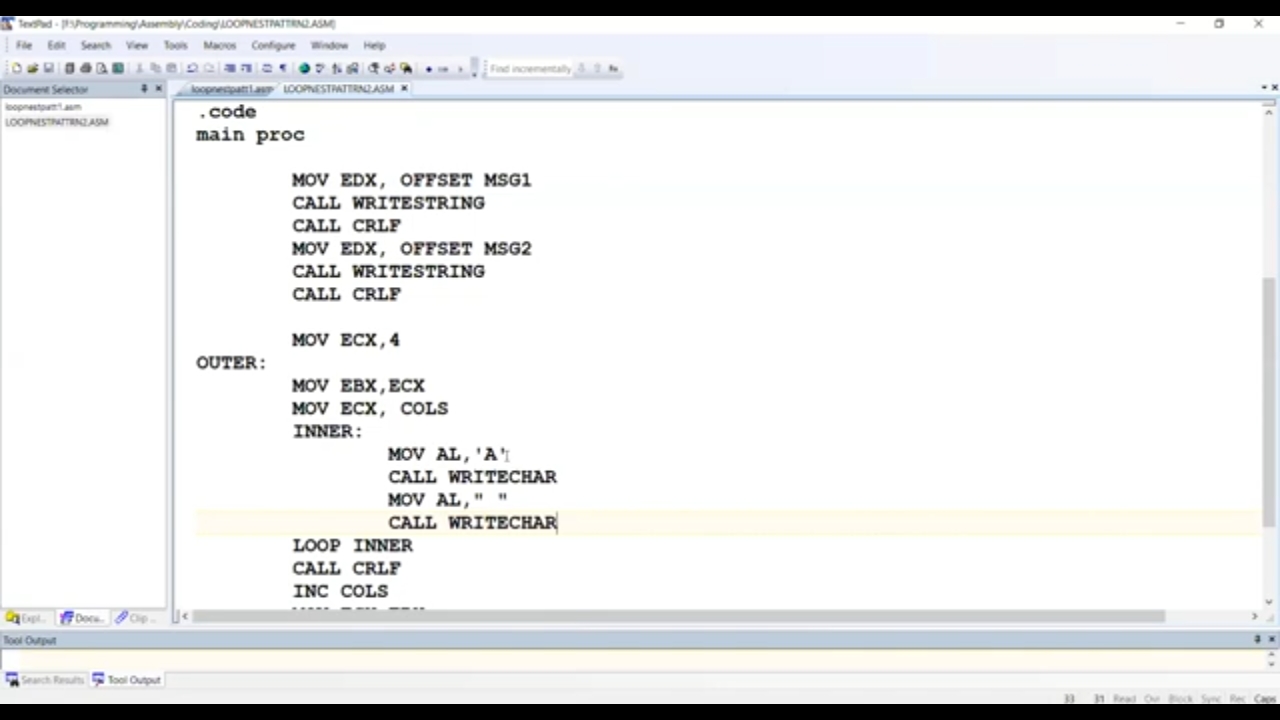 TextPad - [F:\Programming\Assembly\Coding\LOOPNESTPATTRN2.ASM]
File Edit Search View Tools Macros Configure Window Help
Find incrementally
Document Selector
loopnestpatt1.asm LOOPNESTPATTRN2.ASM
loopnestpatt1.asm
LOOPNESTPATTRN2.ASM
.code
main proc
MOV EDX, OFFSET MSG1
CALL WRITESTRING
CALL CRLF
MOV EDX, OFFSET MSG2
CALL WRITESTRING
CALL CRLF
MOV ECX,4
OUTER:
MOV EBX,ECX
MOV ECX, COLS
INNER:
MOV AL,'A'
CALL WRITECHAR
MOV AL," "
CALL WRITECHAR
LOOP INNER
CALL CRLF
INC COLS
Expl... Docu... Clip ...
Tool Output
Search Results Tool Output
33 31 Read Ovr Block Sync Rec Caps